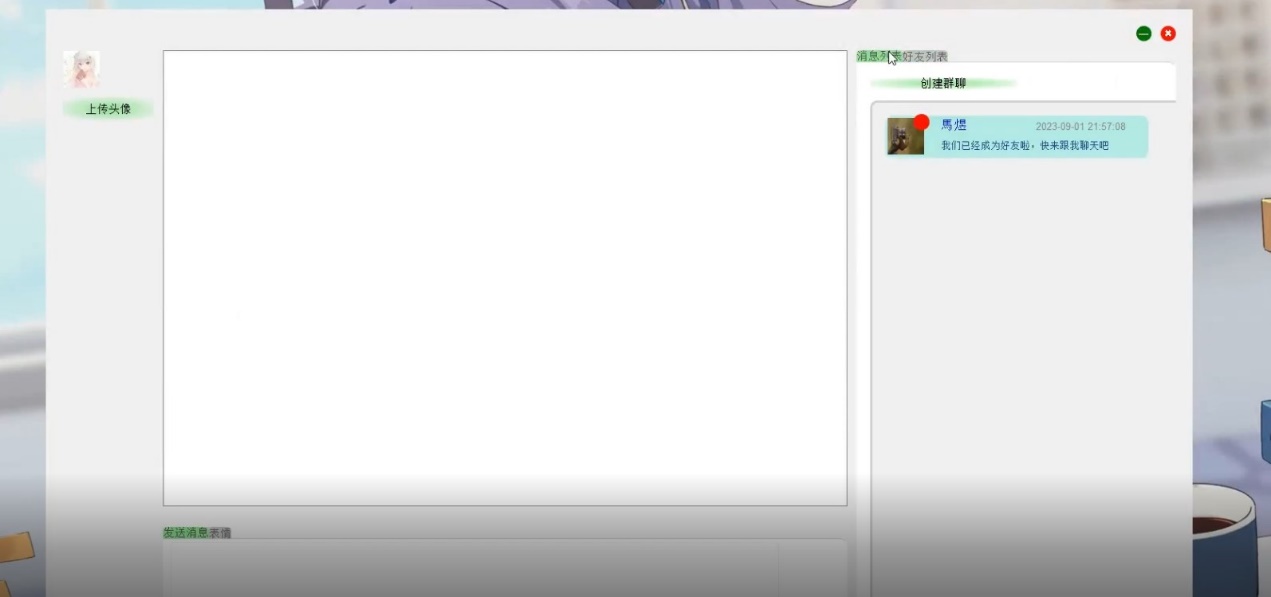 上传头像
消息列表 好友列表
创建群聊
馬煜 2023-09-01 21:57:08
我们已经成为好友啦，快来跟我聊天吧
发送消息 表情